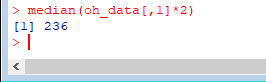 > median(oh_data[,1]*2)
[1] 236
>